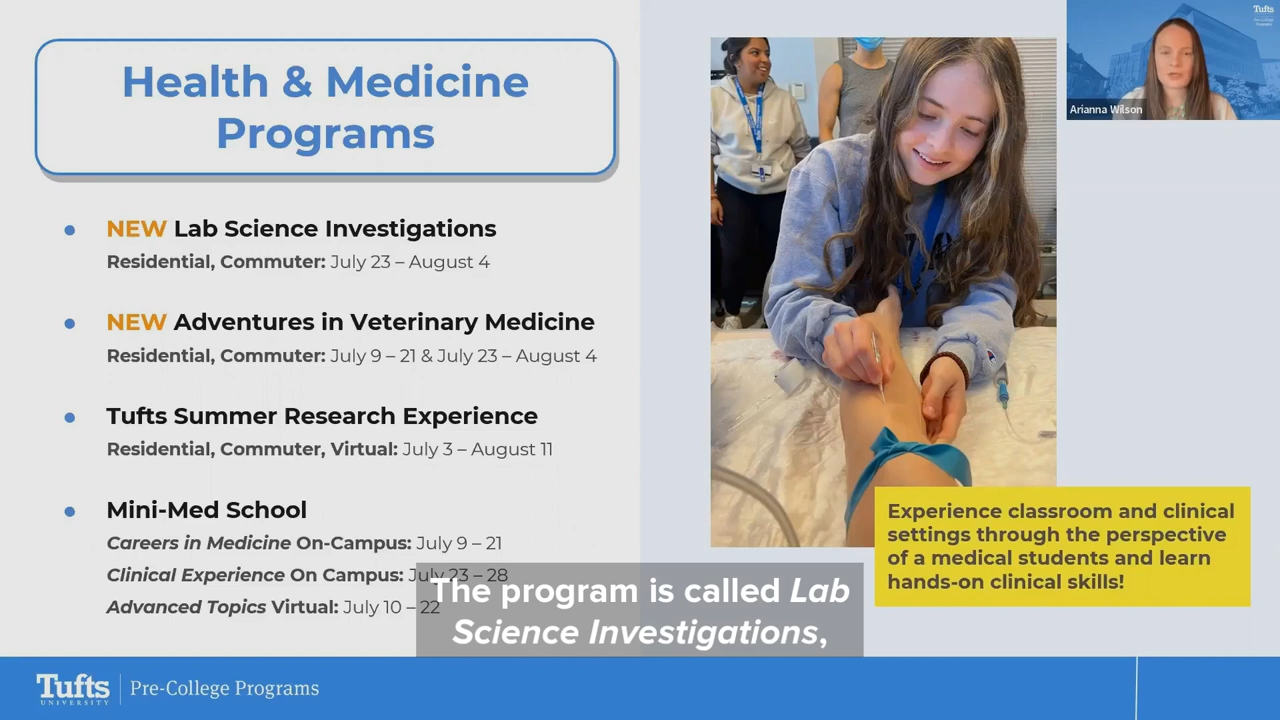 Health & Medicine
Programs
NEW Lab Science Investigations
Residential, Commuter: July 23 – August 4
NEW Adventures in Veterinary Medicine
Residential, Commuter: July 9 – 21 & July 23 – August 4
Tufts Summer Research Experience
Residential, Commuter, Virtual: July 3 – August 11
Mini-Med School
Careers in Medicine On-Campus: July 9 – 21
Clinical Experience On Campus: July 23 – 28
Advanced Topics Virtual: July 10 – 22
Tufts
Arianna Wilson
Tufts
Experience classroom and clinical
settings through the perspective
of a medical students and learn
hands-on clinical skills!
The program is called Lab
Science Investigations,
Tufts
UNIVERSITY
Pre-College Programs